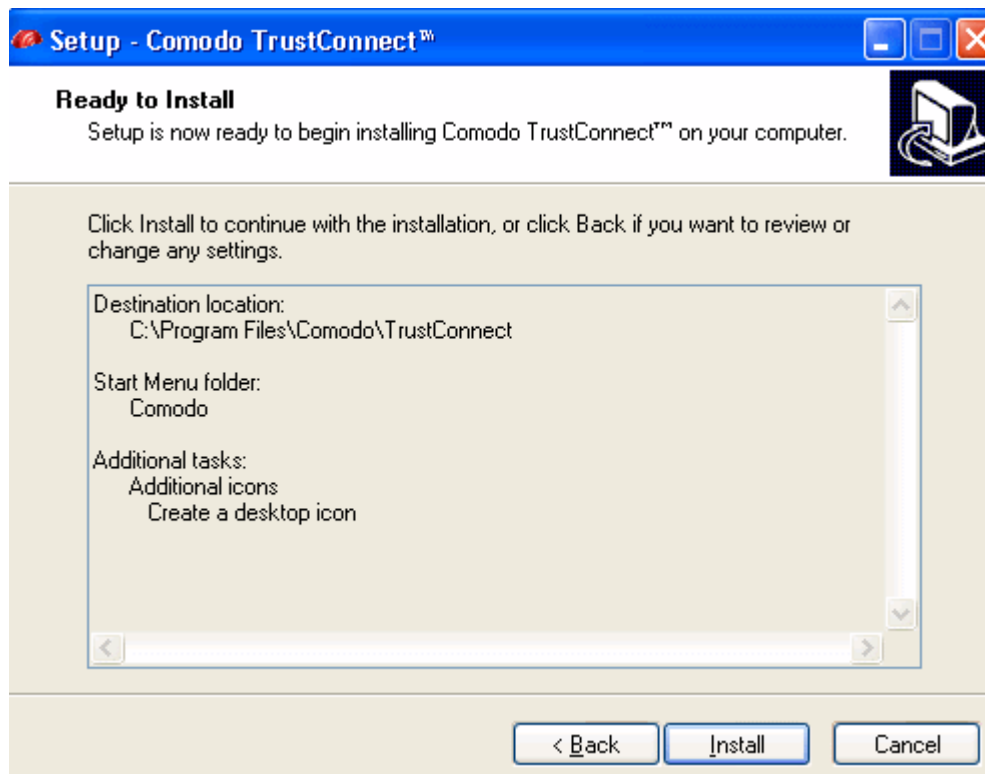 Setup - Comodo TrustConnect™
Ready to Install
Setup is now ready to begin installing Comodo TrustConnect™ on your computer.
Click Install to continue with the installation, or click Back if you want to review or
change any settings.
Destination location:
C:\Program Files\Comodo\TrustConnect
Start Menu folder:
Comodo
Additional tasks:
Additional icons
Create a desktop icon
< Back
Install
Cancel